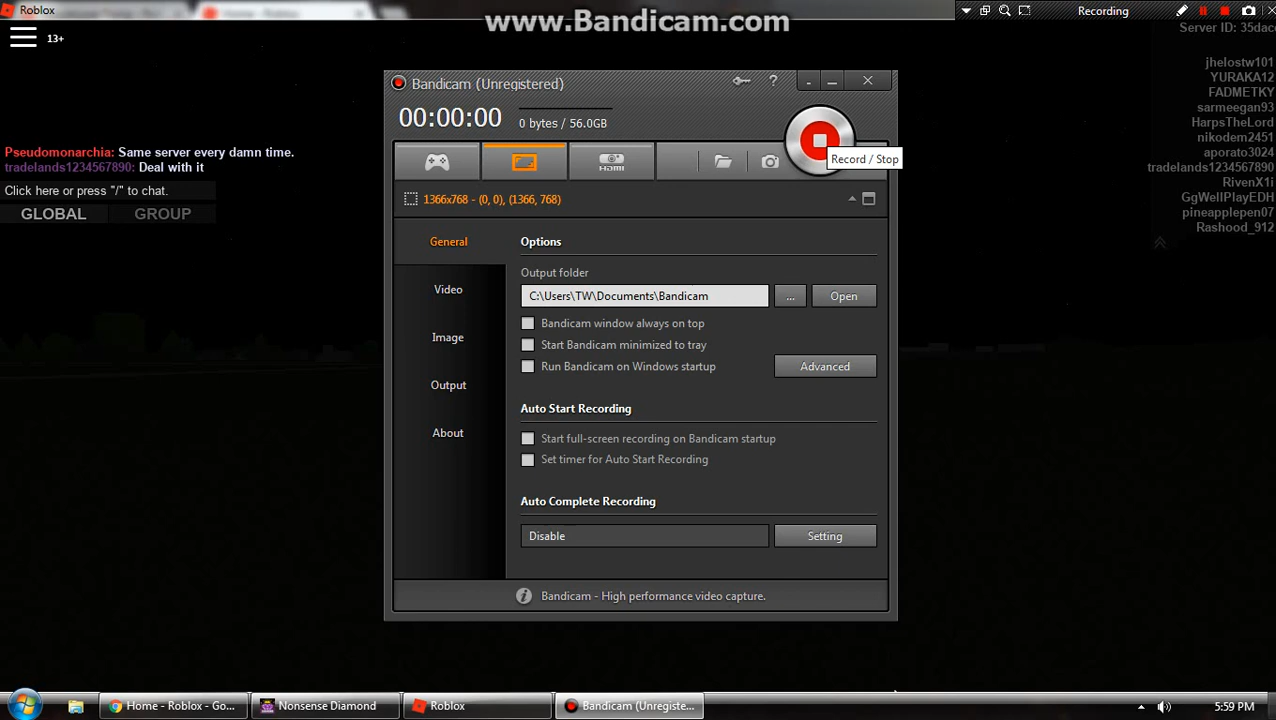 Roblox
www.Bandicam.com
Recording
13+
Server ID: 35dac
jhelostw101
YURAKA12
FADMETKY
sarmeegan93
HarpsTheLord
nikodem2451
aporato3024
tradelands1234567890
RivenX1i
GgWellPlayEDH
pineapplepen07
Rashood_912
Pseudomonarchia: Same server every damn time.
tradelands1234567890: Deal with it
Click here or press "/" to chat.
GLOBAL GROUP
Bandicam (Unregistered)
?
00:00:00 0 bytes / 56.0GB
HDMI
Record / Stop
1366x768 - (0, 0), (1366, 768)
General
Video
Image
Output
About
Options
Output folder
C:\Users\TW\Documents\Bandicam ... Open
Bandicam window always on top
Start Bandicam minimized to tray
Run Bandicam on Windows startup Advanced
Auto Start Recording
Start full-screen recording on Bandicam startup
Set timer for Auto Start Recording
Auto Complete Recording
Disable Setting
Bandicam - High performance video capture.
Home - Roblox - Go... Nonsense Diamond Roblox Bandicam (Unregiste... 5:59 PM